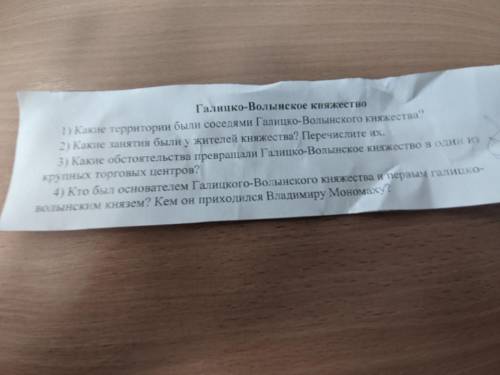 Галицко-Волынское княжество
1) Какие территории были соседями Галицко-Волынского княжества?
2) Какие занятия были у жителей княжества? Перечислите их.
3) Какие обстоятельства превращали Галицко-Волынское княжество в один из
крупных торговых центров?
4) Кто был основателем Галицкого-Волынского княжества и первым галицко-
волынским князем? Кем он приходился Владимиру Мономаху?